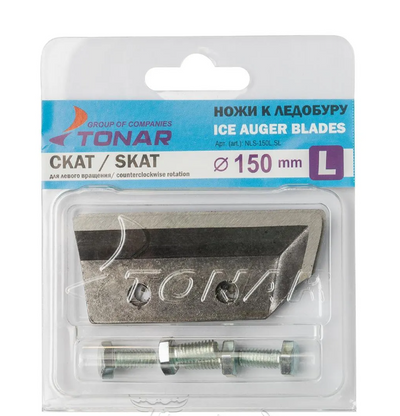 GROUP OF COMPANIES
TONAR
НОЖИ К ЛЕДОБУРУ
ICE AUGER BLADES
Арт. (art.): NLS-150L.SL
СКАТ / SKAT
для левого вращения/ counterclockwise rotation
Ø 150 mm L
TONAR